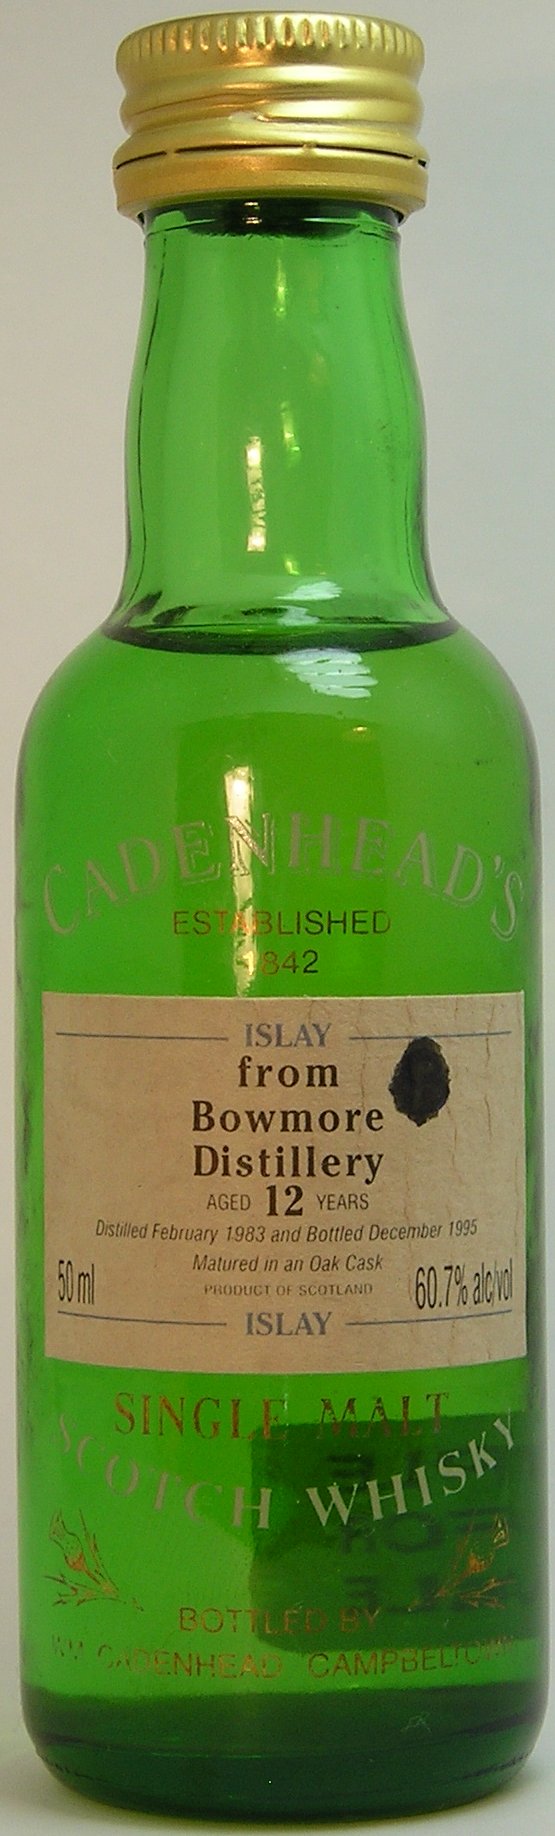 CADENHEAD'S
ESTABLISHED
1842
ISLAY
from
Bowmore
Distillery
AGED 12 YEARS
Distilled February 1983 and Bottled December 1995
Matured in an Oak Cask
50 ml PRODUCT OF SCOTLAND 60.7% alc/vol
ISLAY
SINGLE MALT
SCOTCH WHISKY
BOTTLED BY
WM. CADENHEAD CAMPBELTOWN